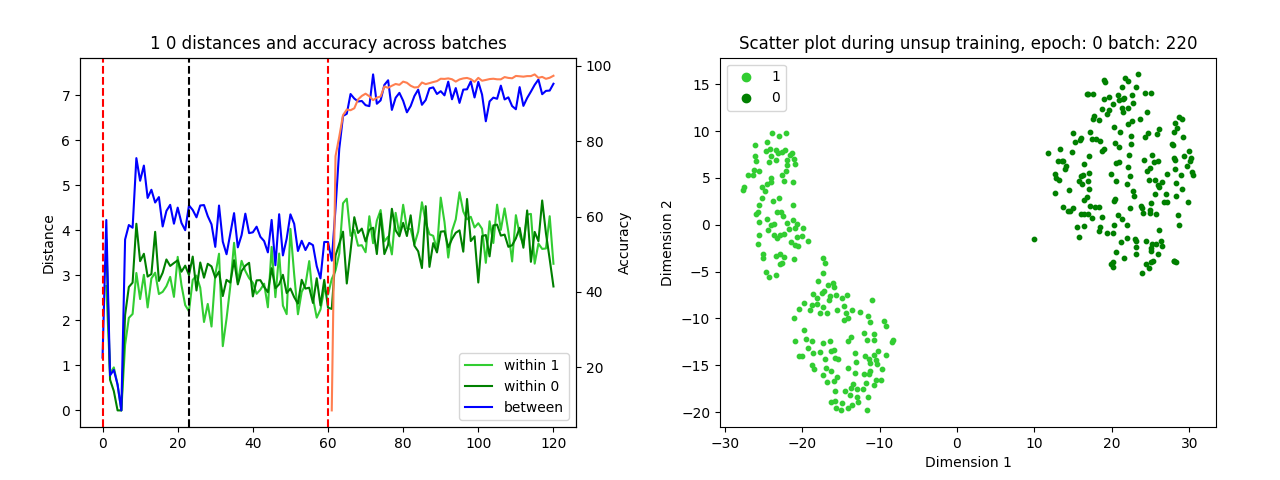 1 0 distances and accuracy across batches
Distance
7
6
5
4
3
2
1
0
0 20 40 60 80 100 120
100
80
60
40
20
Accuracy
within 1
within 0
between
Scatter plot during unsup training, epoch: 0 batch: 220
Dimension 2
15
10
5
0
−5
−10
−15
−20
−30 −20 −10 0 10 20 30
Dimension 1
1
0